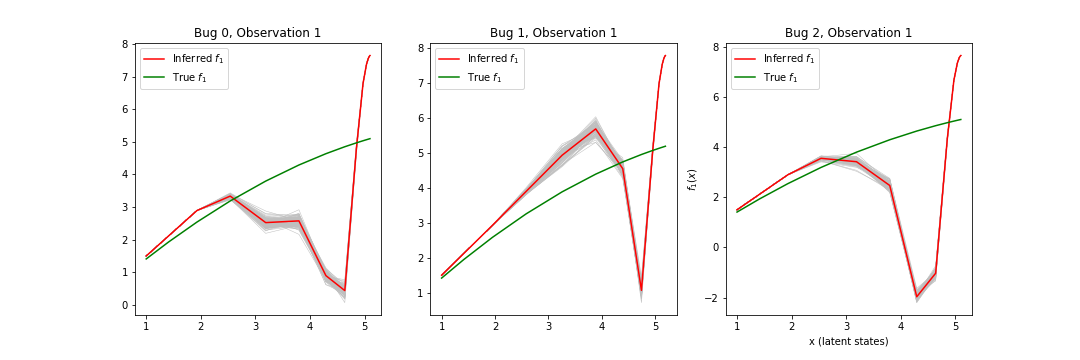 Bug 0, Observation 1
Inferred f₁
True f₁
8
7
6
5
4
3
2
1
0
1 2 3 4 5
Bug 1, Observation 1
Inferred f₁
True f₁
8
7
6
5
4
3
2
1
1 2 3 4 5
Bug 2, Observation 1
Inferred f₁
True f₁
f₁(x)
8
6
4
2
0
−2
1 2 3 4 5
x (latent states)